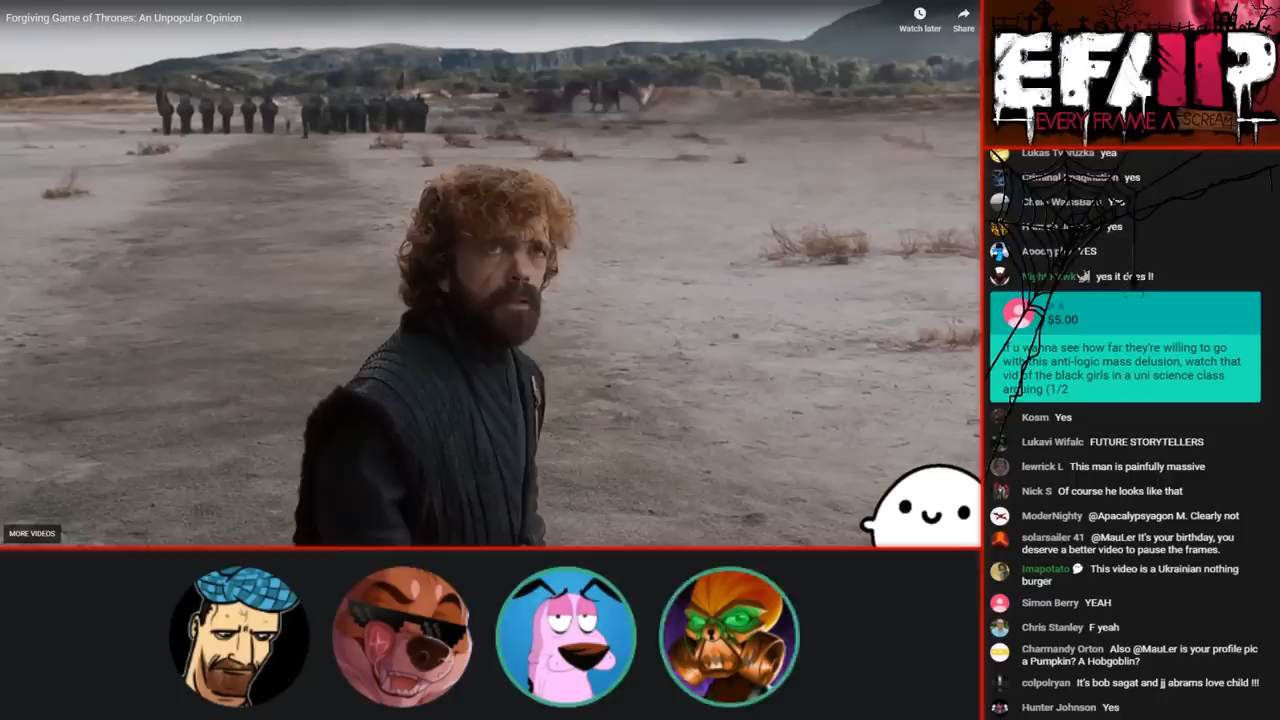 Forgiving Game of Thrones: An Unpopular Opinion
Watch later
Share
MORE VIDEOS
EFAP
EVERY FRAME A SCREAM
Lukas Tvoruzka yea
Criminal Imagination yes
Yes
yes
YES
Night Hawk yes it does l!
$5.00
If u wanna see how far they're willing to go
with this anti-logic mass delusion, watch that
vid of the black girls in a uni science class
arguing (1/2
Kosm Yes
Lukavi Wifalc FUTURE STORYTELLERS
lewrick L This man is painfully massive
Nick S Of course he looks like that
ModerNighty @Apacalypsyagon M. Clearly not
solarsailer 41 @MauLer It's your birthday, you
deserve a better video to pause the frames.
Imapotato This video is a Ukrainian nothing
burger
Simon Berry YEAH
Chris Stanley F yeah
Charmandy Orton Also @MauLer is your profile pic
a Pumpkin? A Hobgoblin?
colpolryan It's bob sagat and jj abrams love child !!!
Hunter Johnson Yes